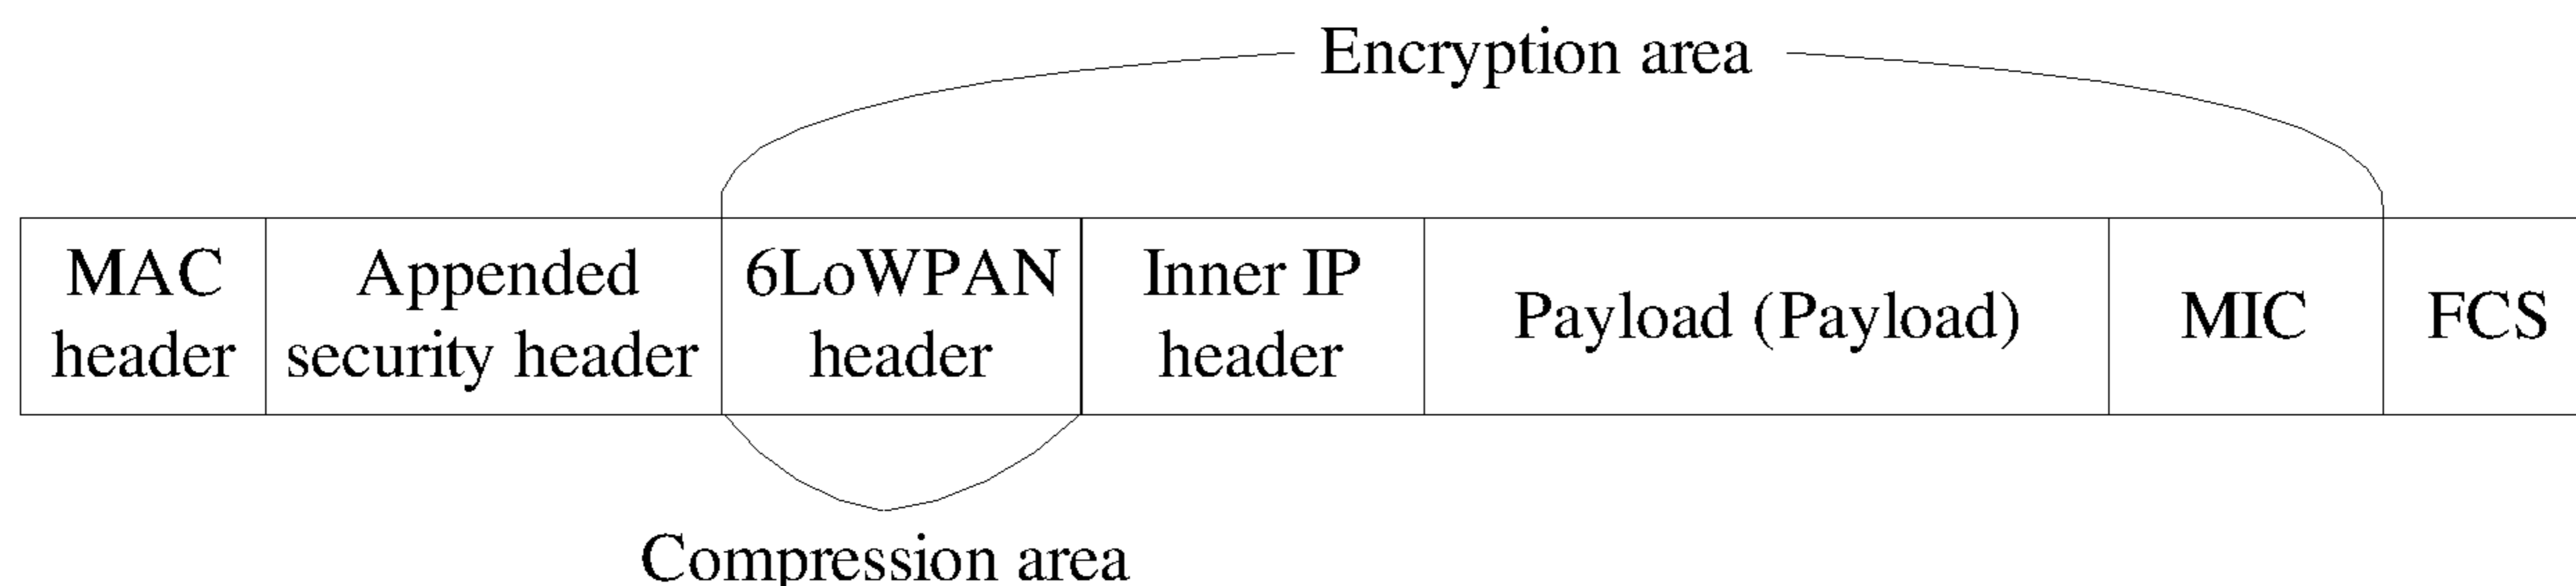 Encryption area
MAC
header
Appended
security header
6LoWPAN
header
Inner IP
header
Payload (Payload)
MIC
FCS
Compression area